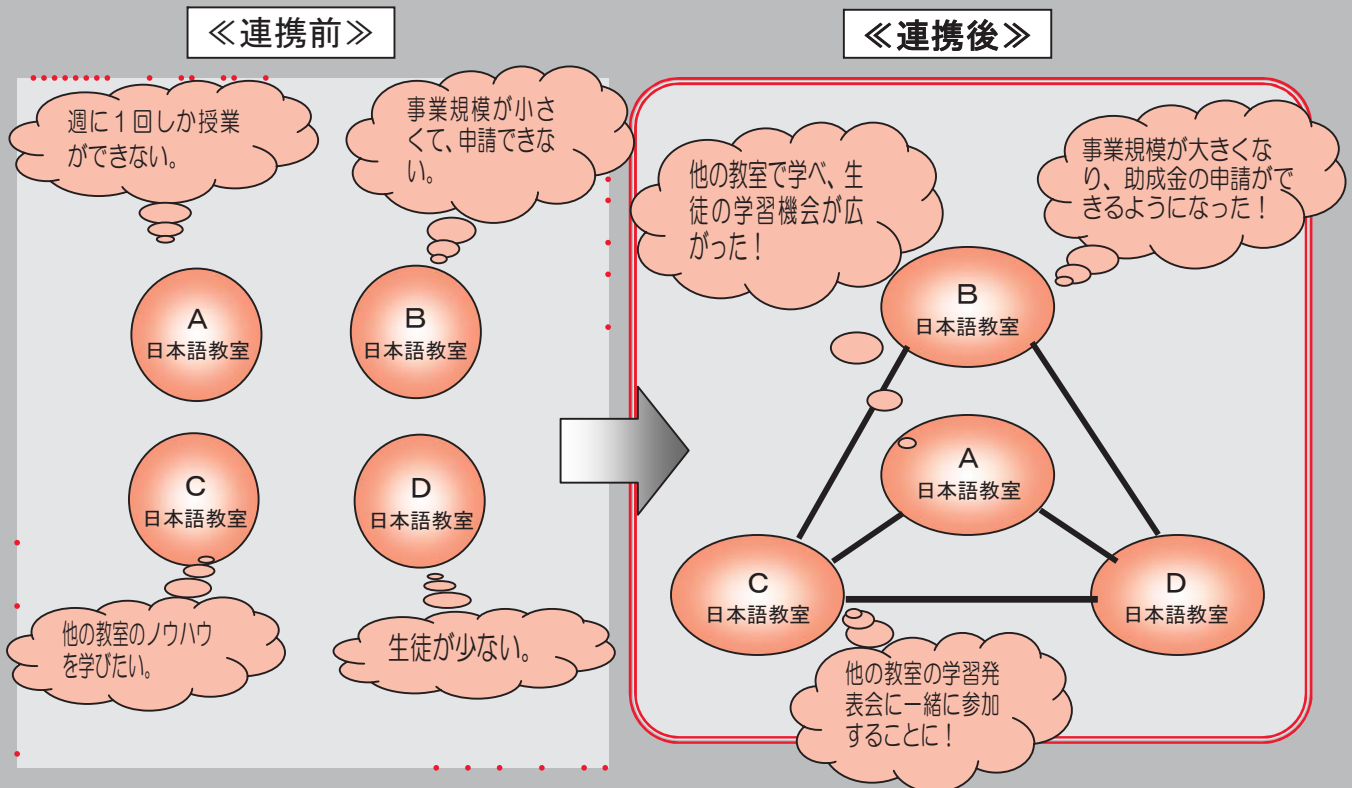 ≪連携前≫
週に1回しか授業
ができない。
事業規模が小さ
くて、申請できな
い。
A
日本語教室
B
日本語教室
C
日本語教室
D
日本語教室
他の教室のノウハウ
を学びたい。
生徒が少ない。
≪連携後≫
他の教室で学べ、生
徒の学習機会が広
がった!
事業規模が大きくな
り、助成金の申請がで
きるようになった!
B
日本語教室
A
日本語教室
C
日本語教室
D
日本語教室
他の教室の学習発
表会に一緒に参加
することに!